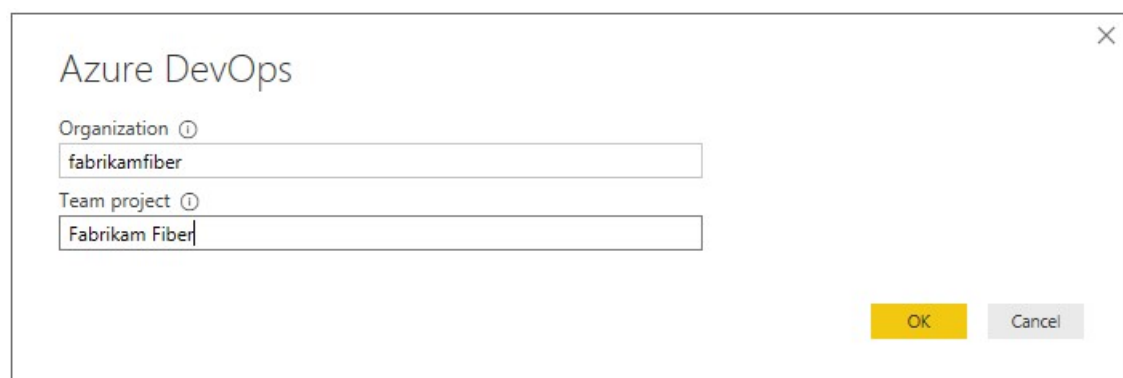 Azure DevOps
Organization
fabrikamfiber
Team project
Fabrikam Fiber
OK Cancel